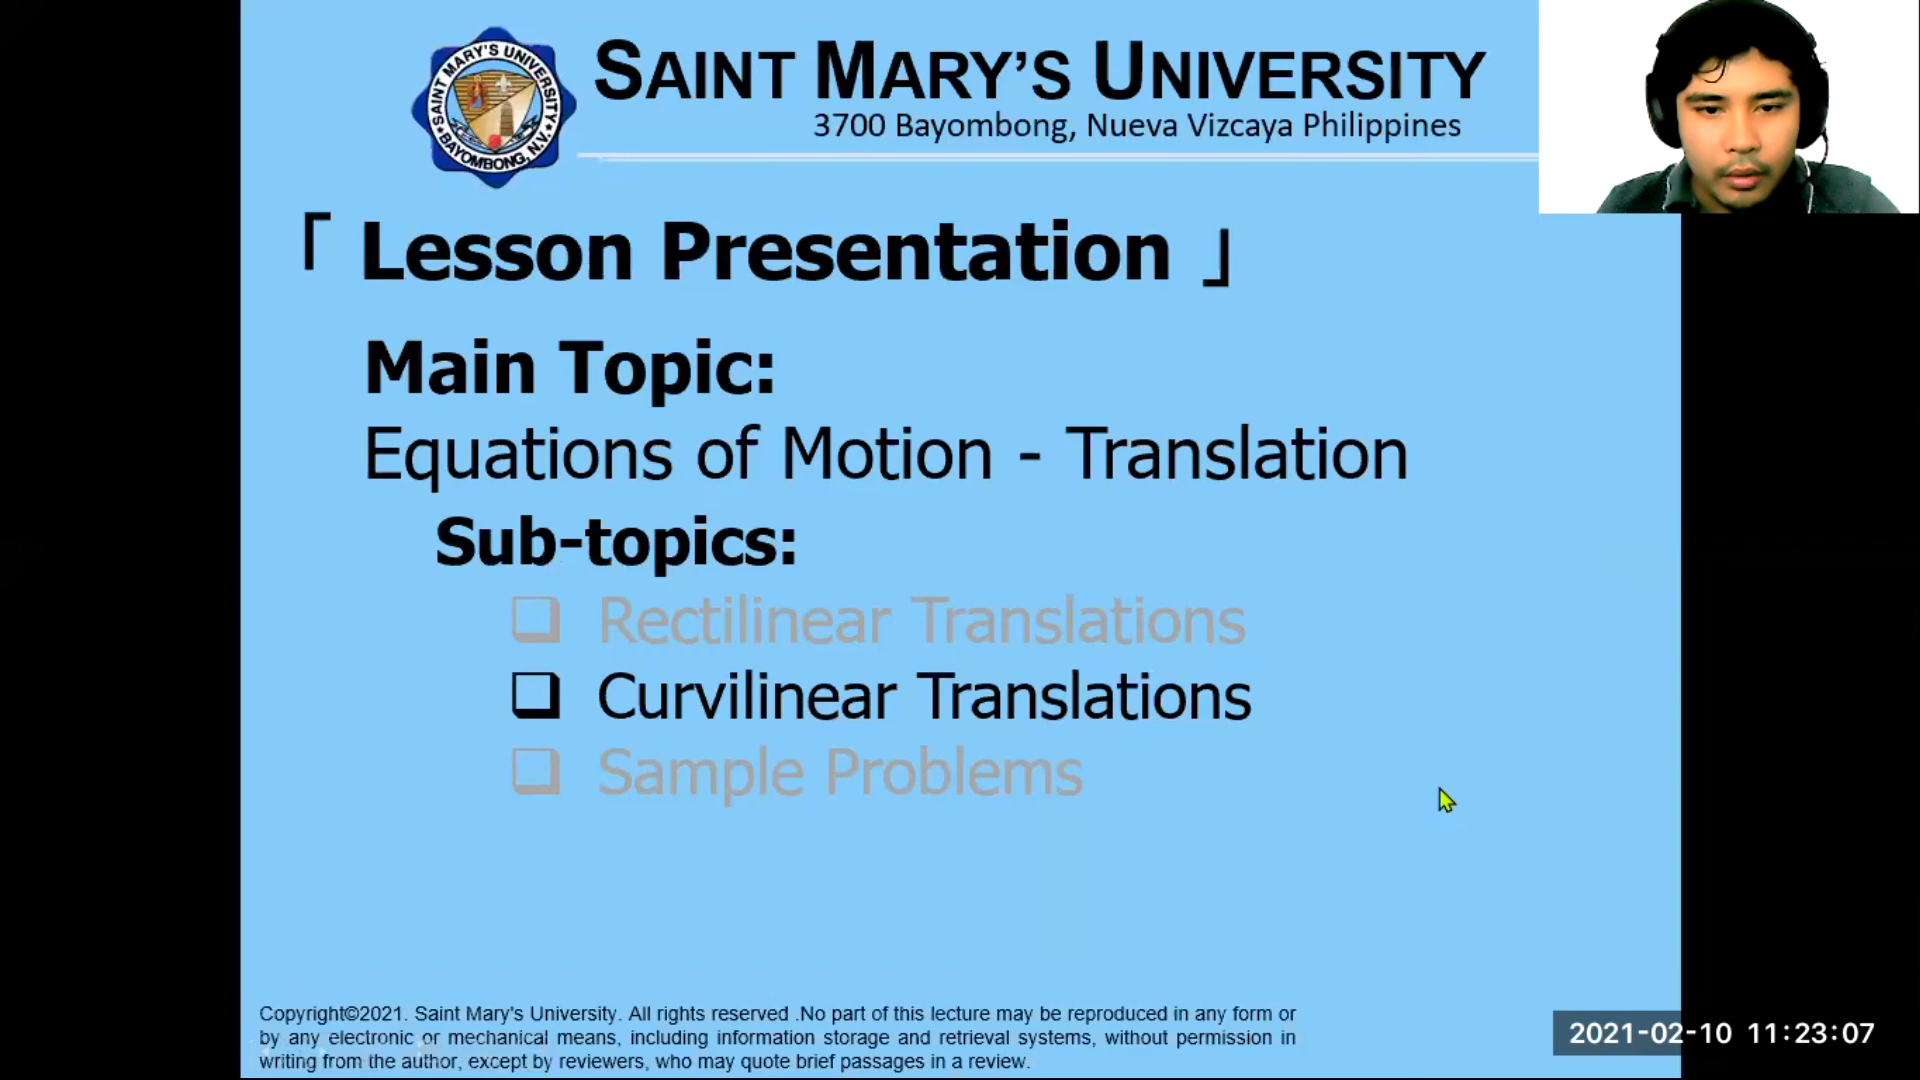 SAINT MARY'S UNIVERSITY
3700 Bayombong, Nueva Vizcaya Philippines
SAINT MARY'S UNIVERSITY
BAYOMBONG, N.V.
「 Lesson Presentation 」
Main Topic:
Equations of Motion - Translation
Sub-topics:
❑ Rectilinear Translations
❑ Curvilinear Translations
❑ Sample Problems
Copyright©2021. Saint Mary's University. All rights reserved .No part of this lecture may be reproduced in any form or
by any electronic or mechanical means, including information storage and retrieval systems, without permission in
writing from the author, except by reviewers, who may quote brief passages in a review.
2021-02-10 11:23:07